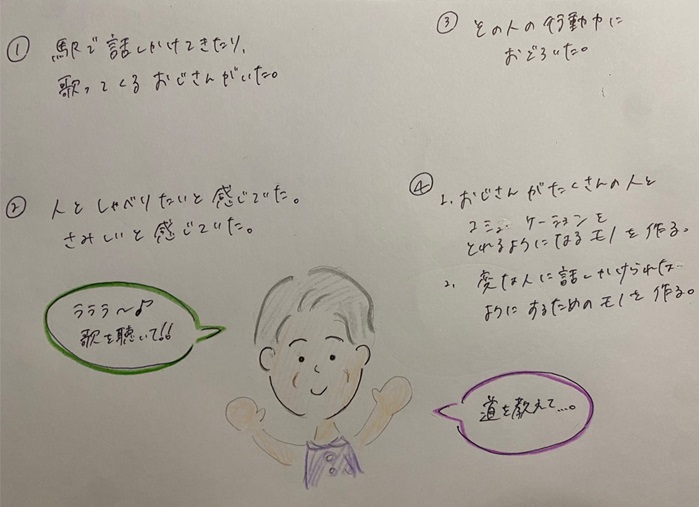 ① 駅で話しかけてきたり、
歌ってくるおじさんがいた。
② 人としゃべりたいと感じていた。
さみしいと感じていた。
③ その人の行動力に
おどろいた。
④ 1. おじさんがたくさんの人と
コミュニケーションを
とれるようになるモノを作る。
2. 変な人に話しかけられな
ようにするためのモノを作る。
ラララ〜♪
歌を聴いて!!
道を教えて...。